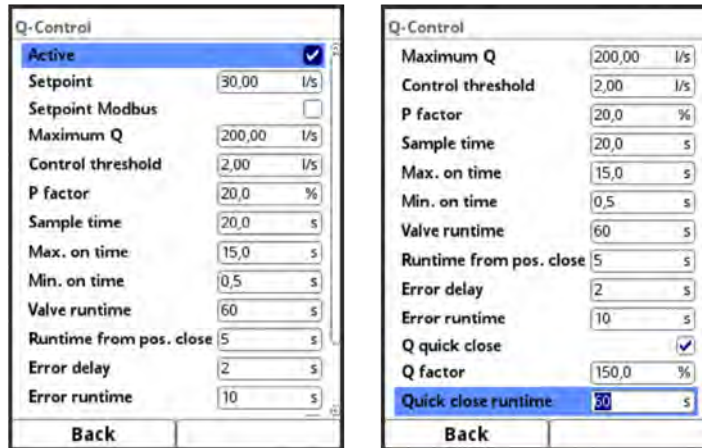 Q-Control
Active
Setpoint 30,00 l/s
Setpoint Modbus
Maximum Q 200,00 l/s
Control threshold 2,00 l/s
P factor 20,0 %
Sample time 20,0 s
Max. on time 15,0 s
Min. on time 0,5 s
Valve runtime 60 s
Runtime from pos. close 5 s
Error delay 2 s
Error runtime 10 s
Back
Q-Control
Maximum Q 200,00 l/s
Control threshold 2,00 l/s
P factor 20,0 %
Sample time 20,0 s
Max. on time 15,0 s
Min. on time 0,5 s
Valve runtime 60 s
Runtime from pos. close 5 s
Error delay 2 s
Error runtime 10 s
Q quick close
Q factor 150,0 %
Quick close runtime 60 s
Back